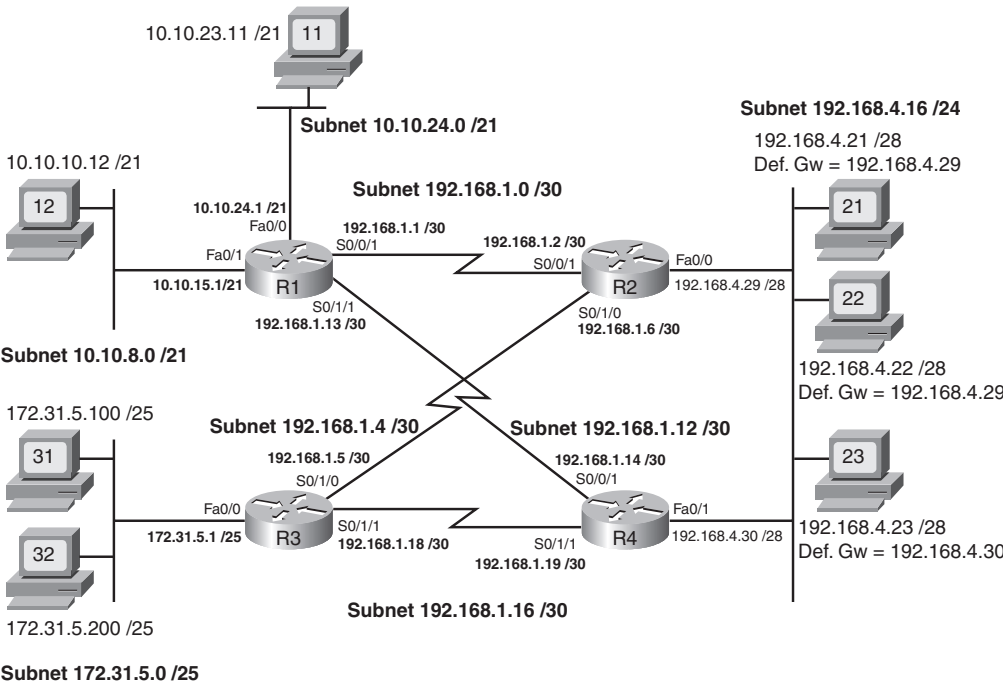 10.10.23.11 /21
11
Subnet 10.10.24.0 /21
Subnet 192.168.4.16 /24
192.168.4.21 /28
Def. Gw = 192.168.4.29
10.10.10.12 /21
12
Subnet 192.168.1.0 /30
21
10.10.24.1 /21
Fa0/0
192.168.1.1 /30
S0/0/1
192.168.1.2 /30
S0/0/1
Fa0/1
10.10.15.1/21
R1
R2
Fa0/0
192.168.4.29 /28
22
S0/1/1
192.168.1.13 /30
S0/1/0
192.168.1.6 /30
Subnet 10.10.8.0 /21
192.168.4.22 /28
Def. Gw = 192.168.4.29
172.31.5.100 /25
31
Subnet 192.168.1.4 /30
Subnet 192.168.1.12 /30
192.168.1.5 /30
S0/1/0
192.168.1.14 /30
S0/0/1
23
Fa0/0
172.31.5.1 /25
R3
S0/1/1
192.168.1.18 /30
S0/1/1
192.168.1.19 /30
R4
Fa0/1
192.168.4.30 /28
192.168.4.23 /28
Def. Gw = 192.168.4.30
32
172.31.5.200 /25
Subnet 192.168.1.16 /30
Subnet 172.31.5.0 /25